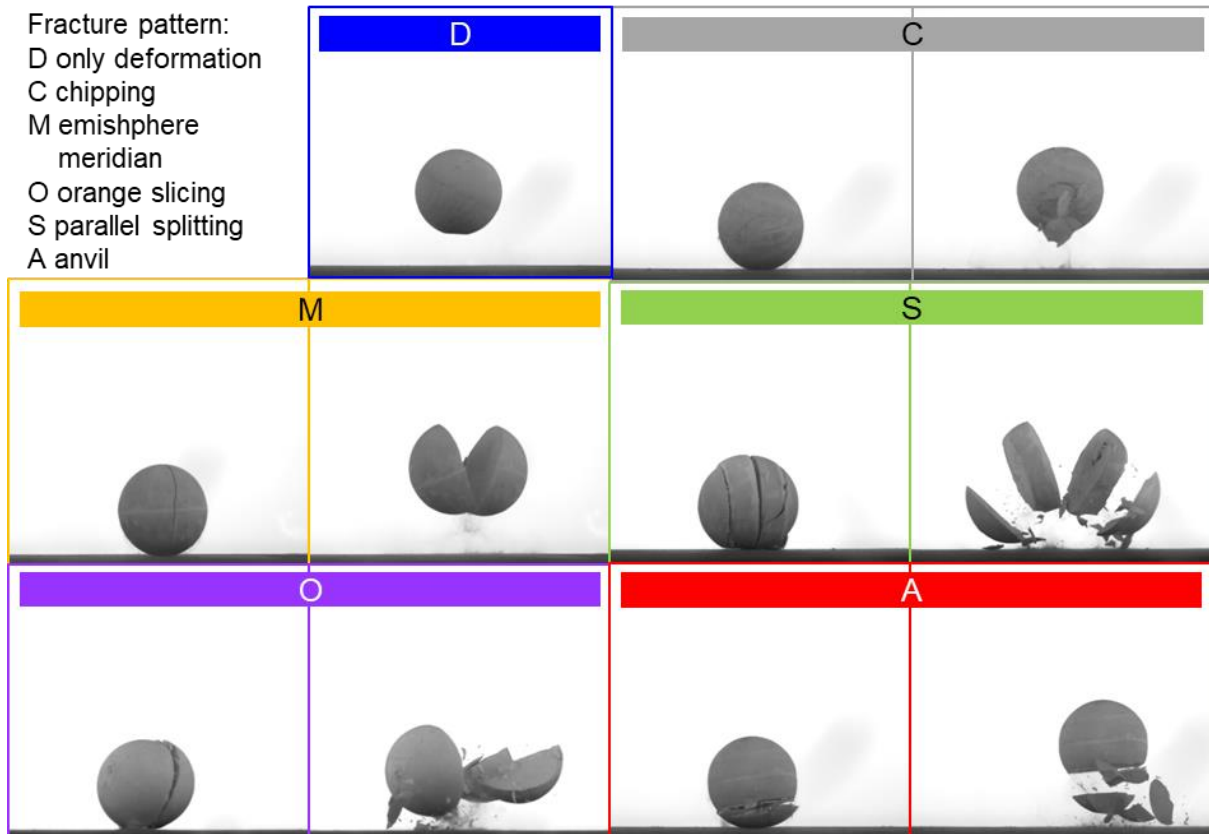 Fracture pattern:
D only deformation
C chipping
M emishphere
meridian
O orange slicing
S parallel splitting
A anvil
D
C
M
S
O
A